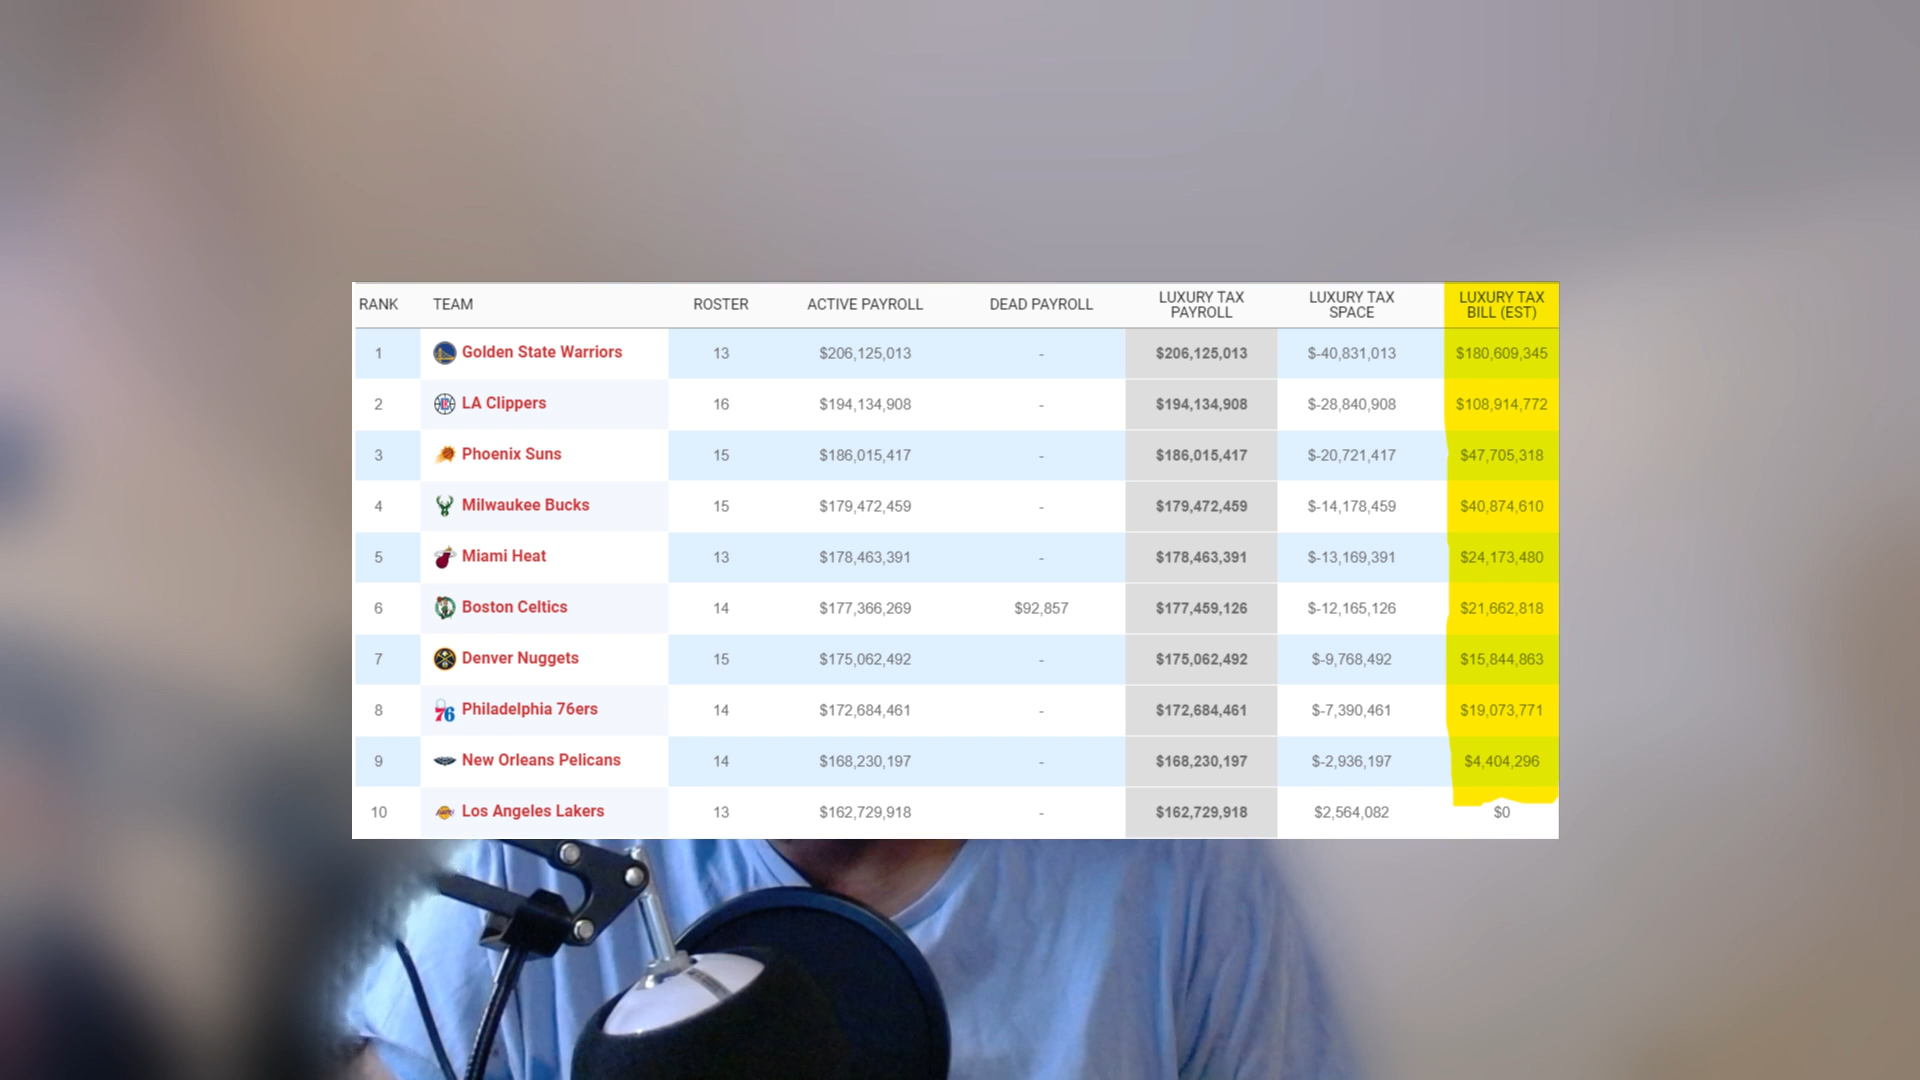 RANK TEAM ROSTER ACTIVE PAYROLL DEAD PAYROLL LUXURY TAX PAYROLL LUXURY TAX SPACE LUXURY TAX BILL (EST)
1 Golden State Warriors 13 $206,125,013 - $206,125,013 $-40,831,013 $180,609,345
2 LA Clippers 16 $194,134,908 - $194,134,908 $-28,840,908 $108,914,772
3 Phoenix Suns 15 $186,015,417 - $186,015,417 $-20,721,417 $47,705,318
4 Milwaukee Bucks 15 $179,472,459 - $179,472,459 $-14,178,459 $40,874,610
5 Miami Heat 13 $178,463,391 - $178,463,391 $-13,169,391 $24,173,480
6 Boston Celtics 14 $177,366,269 $92,857 $177,459,126 $-12,165,126 $21,662,818
7 Denver Nuggets 15 $175,062,492 - $175,062,492 $-9,768,492 $15,844,863
8 76 Philadelphia 76ers 14 $172,684,461 - $172,684,461 $-7,390,461 $19,073,771
9 New Orleans Pelicans 14 $168,230,197 - $168,230,197 $-2,936,197 $4,404,296
10 Los Angeles Lakers 13 $162,729,918 - $162,729,918 $2,564,082 $0